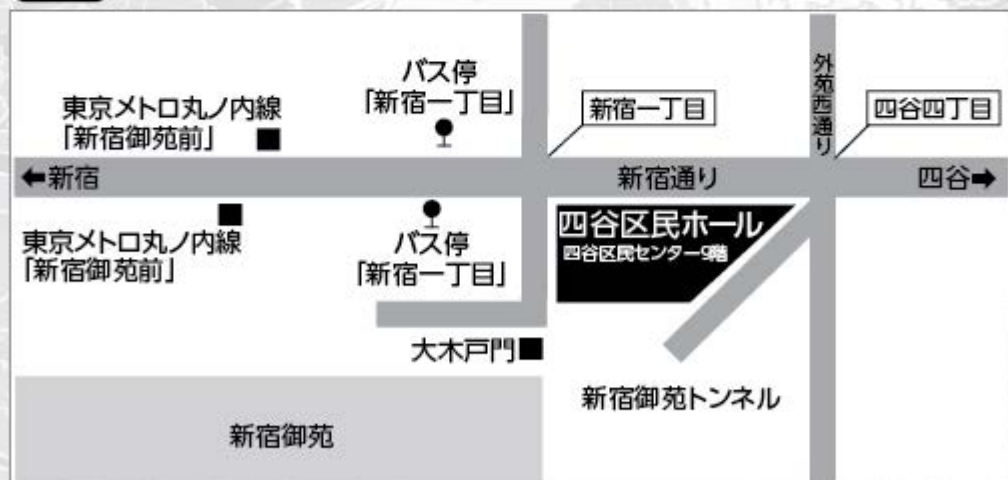 バス停
「新宿一丁目」
東京メトロ丸ノ内線
「新宿御苑前」
新宿一丁目
外苑西通り
四谷四丁目
←新宿
新宿通り
四谷→
東京メトロ丸ノ内線
「新宿御苑前」
バス停
「新宿一丁目」
四谷区民ホール
四谷区民センター9階
大木戸門
新宿御苑トンネル
新宿御苑